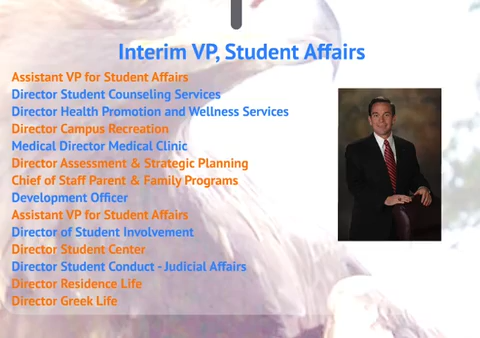 Interim VP, Student Affairs
Assistant VP for Student Affairs
Director Student Counseling Services
Director Health Promotion and Wellness Services
Director Campus Recreation
Medical Director Medical Clinic
Director Assessment & Strategic Planning
Chief of Staff Parent & Family Programs
Development Officer
Assistant VP for Student Affairs
Director of Student Involvement
Director Student Center
Director Student Conduct - Judicial Affairs
Director Residence Life
Director Greek Life